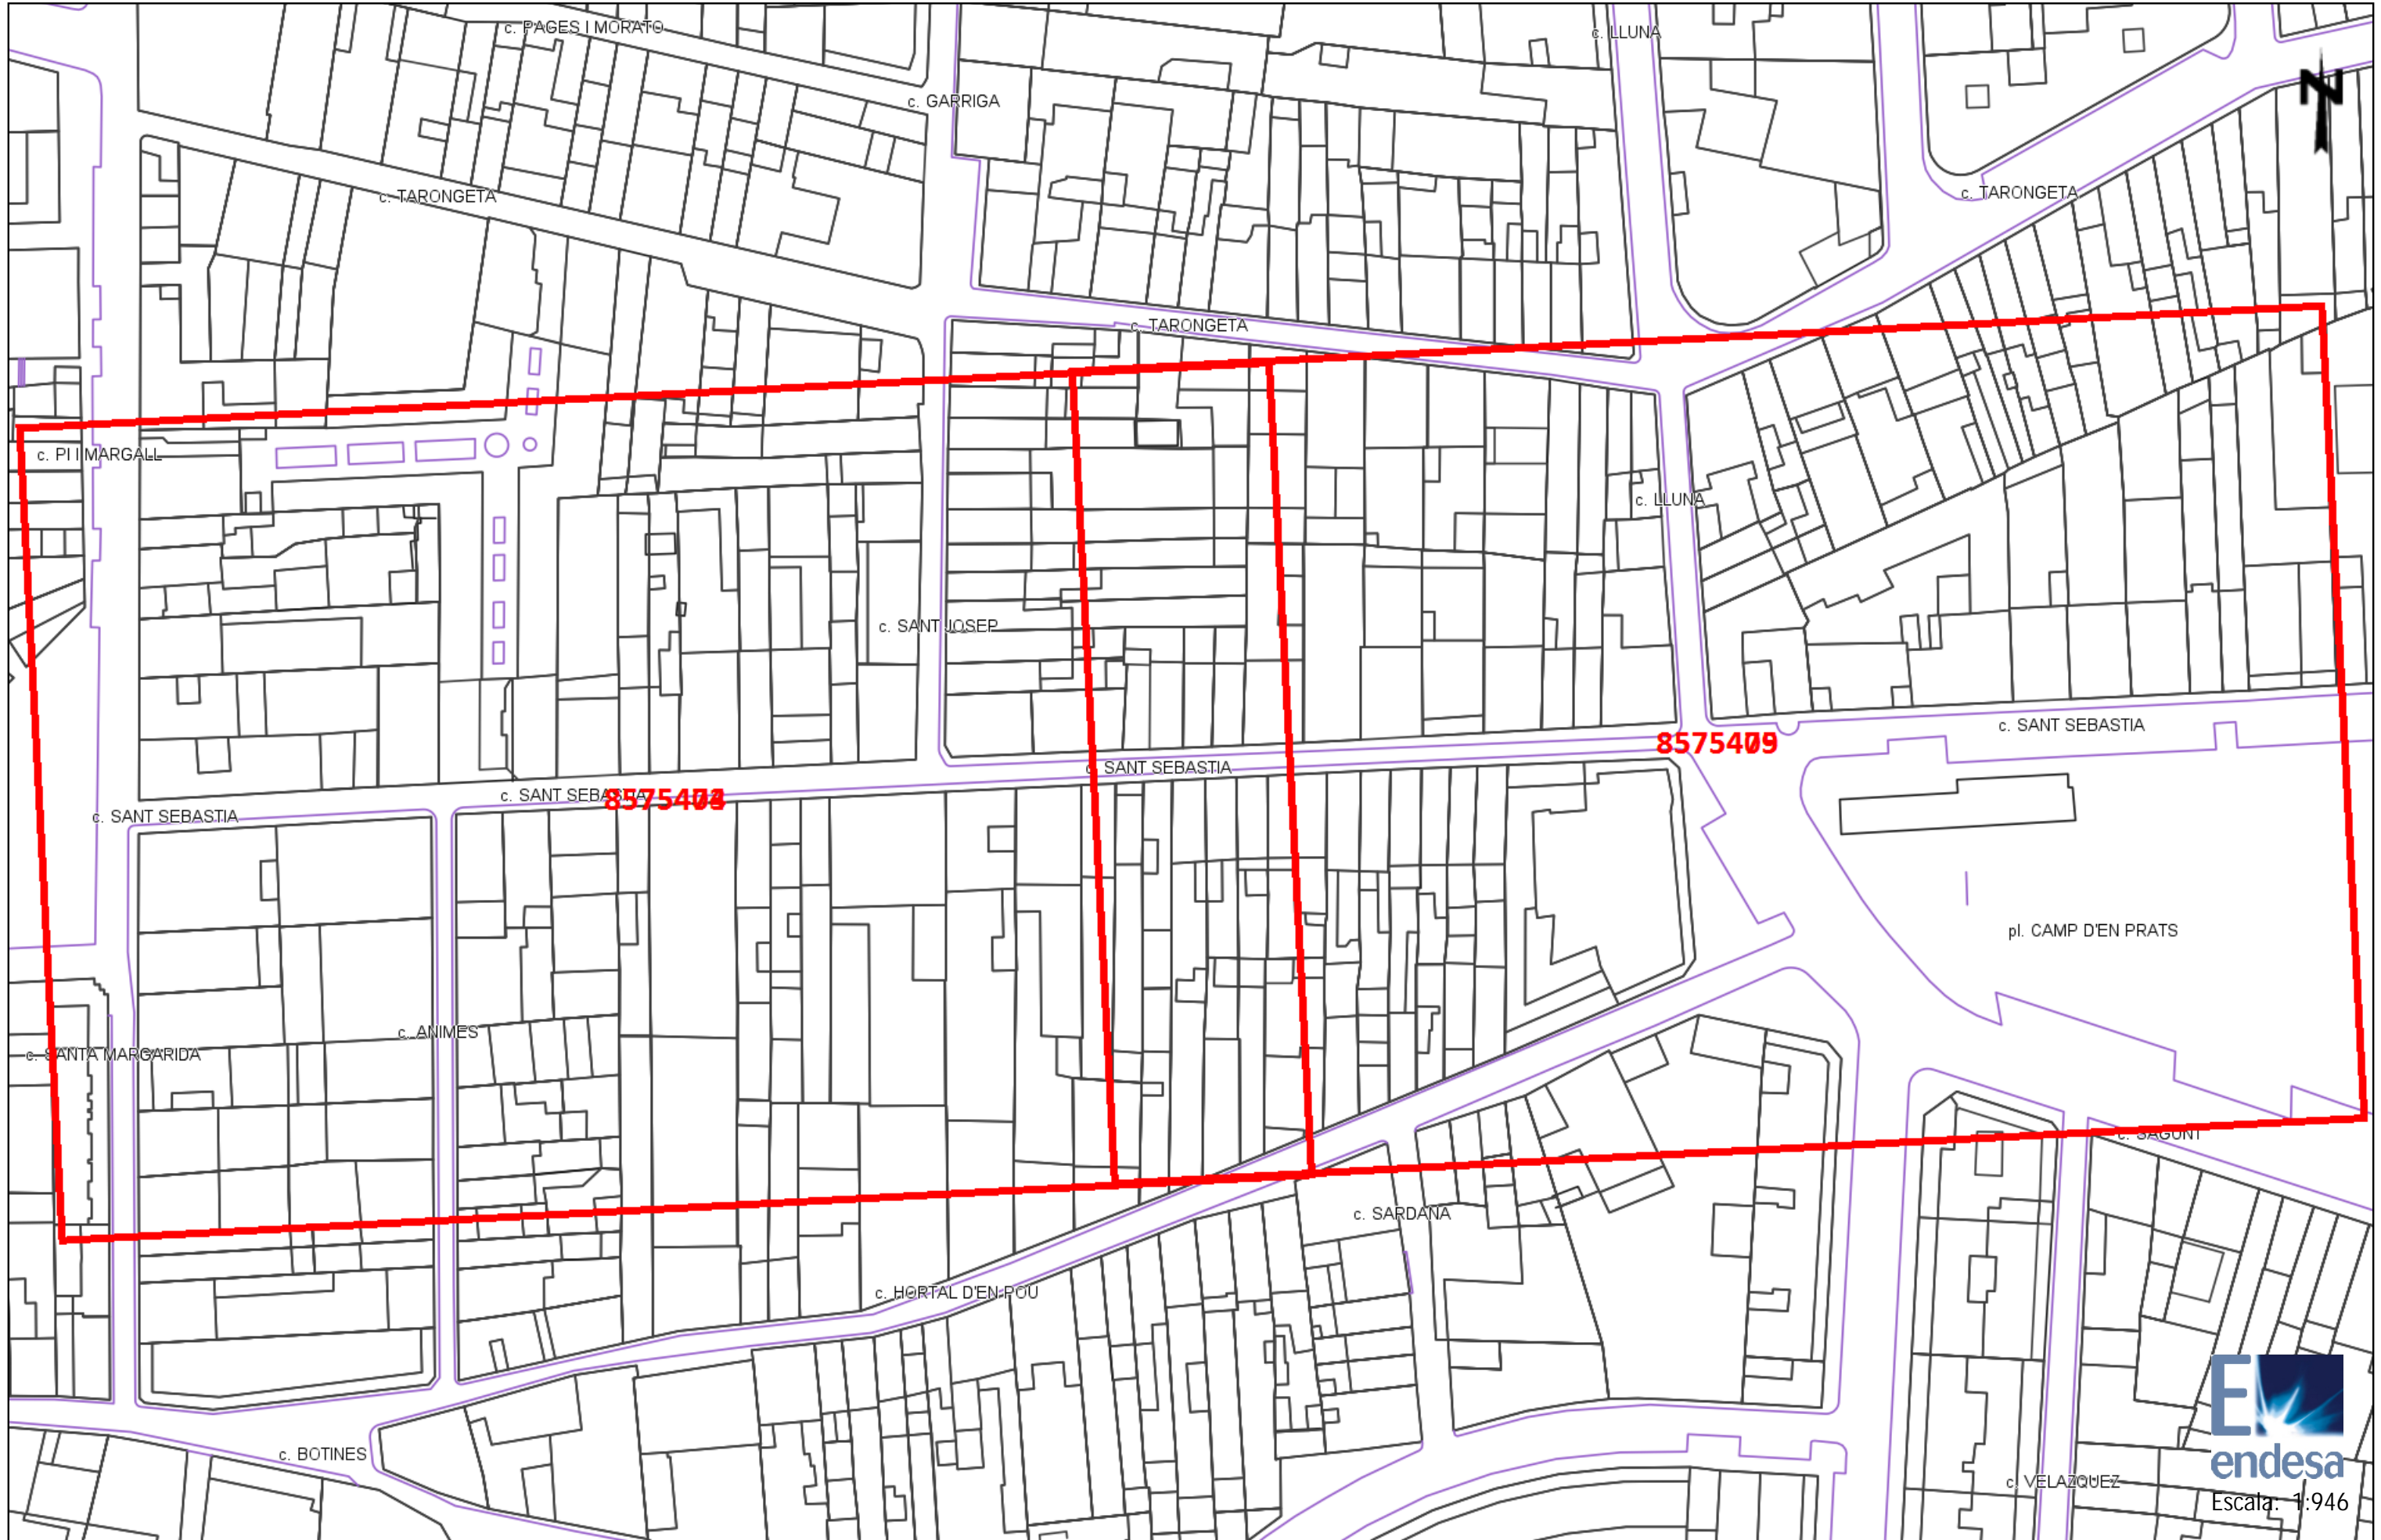 c. PAGES I MORATO
c. LLUNA
c. GARRIGA
N
c. TARONGETA
c. TARONGETA
c. TARONGETA
c. PI I MARGALL
c. LLUNA
c. SANT JOSEP
c. SANT SEBASTIA
c. SANT SEBASTIA
c. SANT SEBASTIA
c. SANT SEBASTIA
pl. CAMP D'EN PRATS
c. ANIMES
c. SANTA MARGARIDA
c. SAGUNT
c. SARDANA
c. HORTAL D'EN POU
c. BOTINES
c. VELAZQUEZ
E
endesa
Escala: 1:946